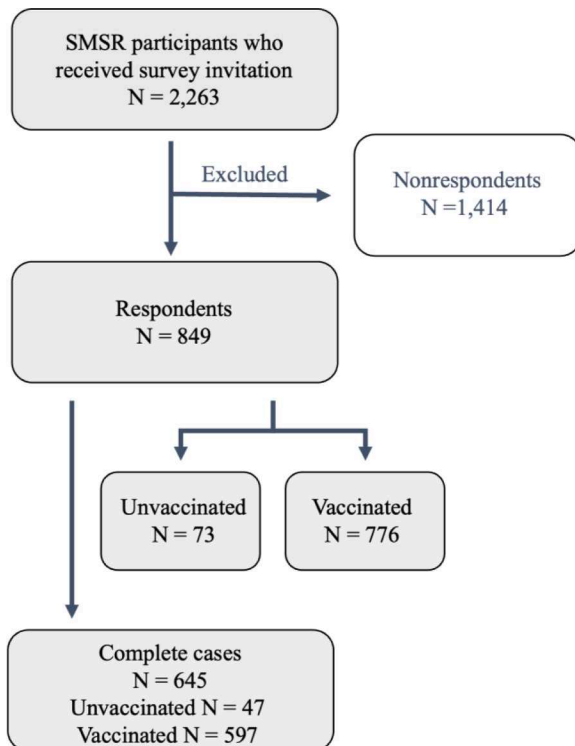 SMSR participants who
received survey invitation
N = 2,263
Excluded
Nonrespondents
N =1,414
Respondents
N = 849
Unvaccinated
N = 73
Vaccinated
N = 776
Complete cases
N = 645
Unvaccinated N = 47
Vaccinated N = 597